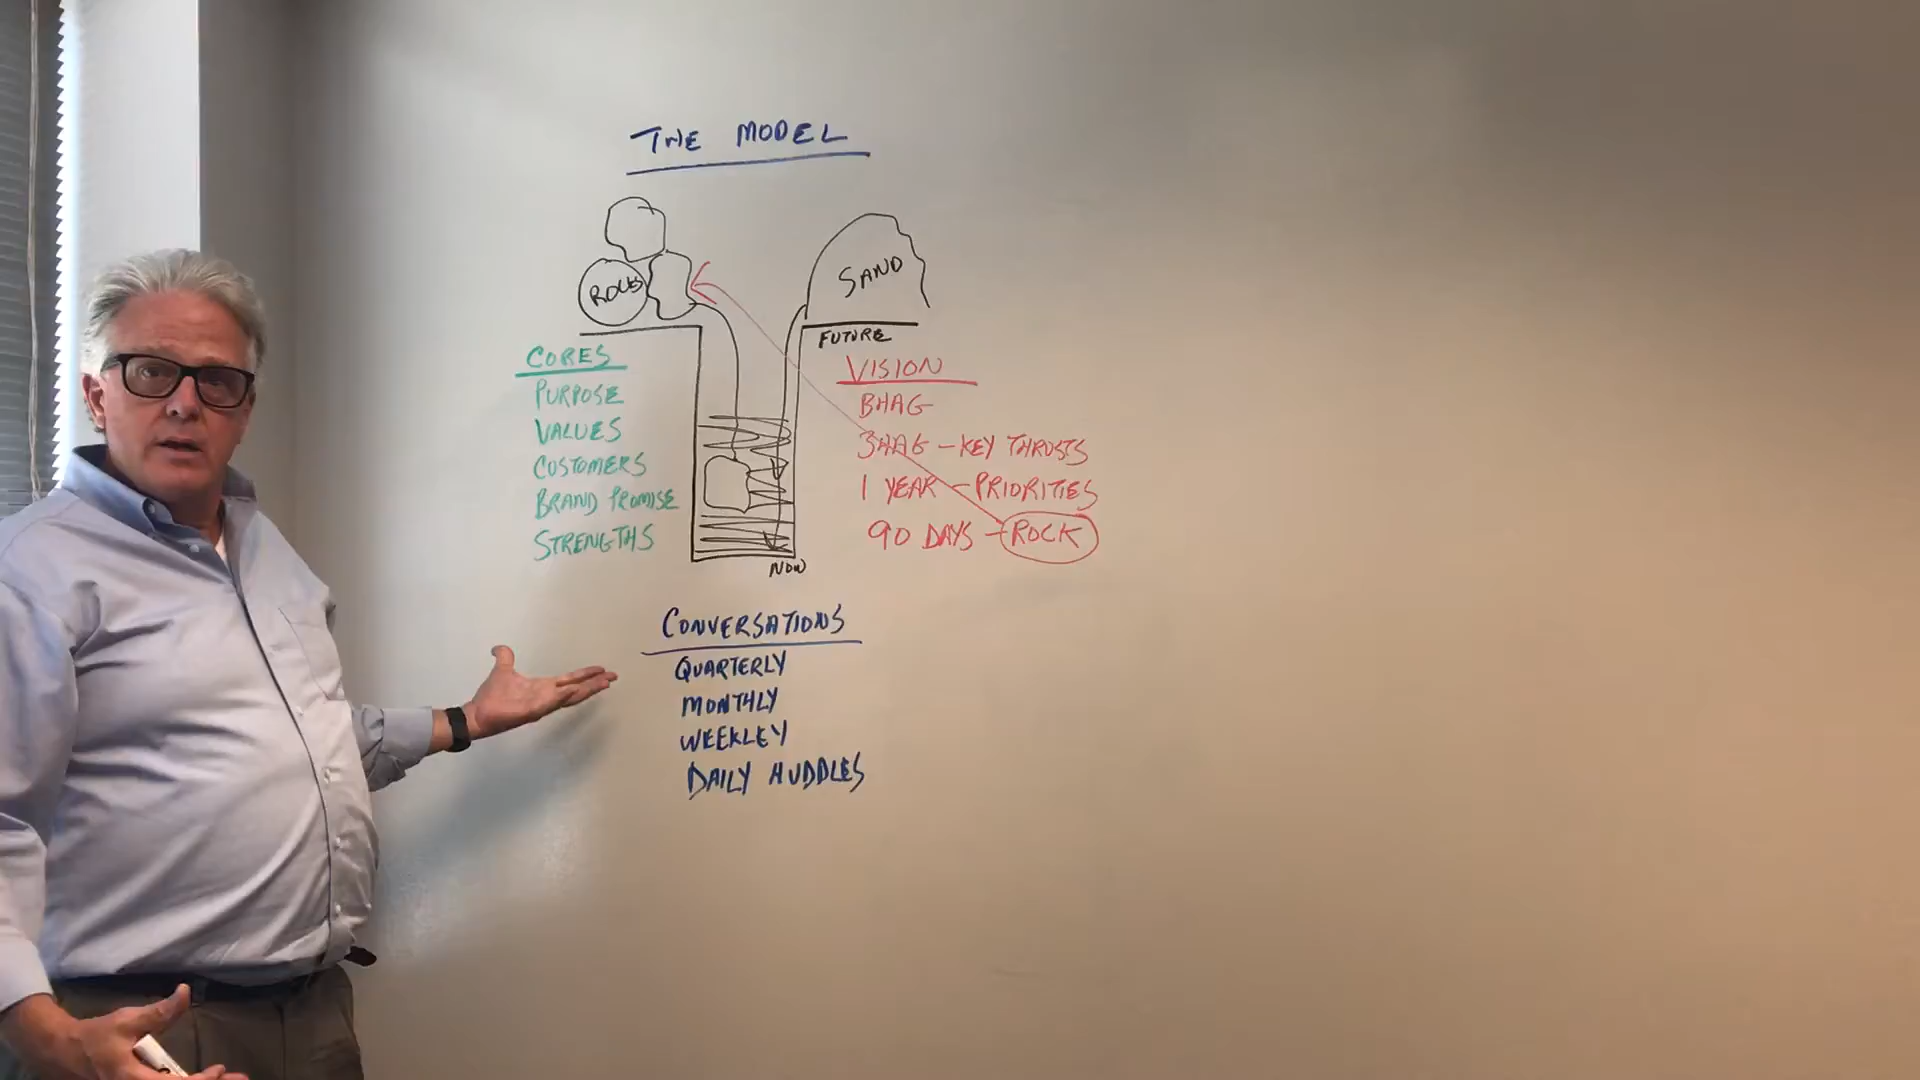 THE MODEL
ROCKS
SAND
FUTURE
CORES
PURPOSE
VALUES
CUSTOMERS
BRAND PROMISE
STRENGTHS
VISION
BHAG
3HAG - KEY THRUSTS
1 YEAR - PRIORITIES
90 DAYS - ROCK
NOW
CONVERSATIONS
QUARTERLY
MONTHLY
WEEKLEY
DAILY HUDDLES